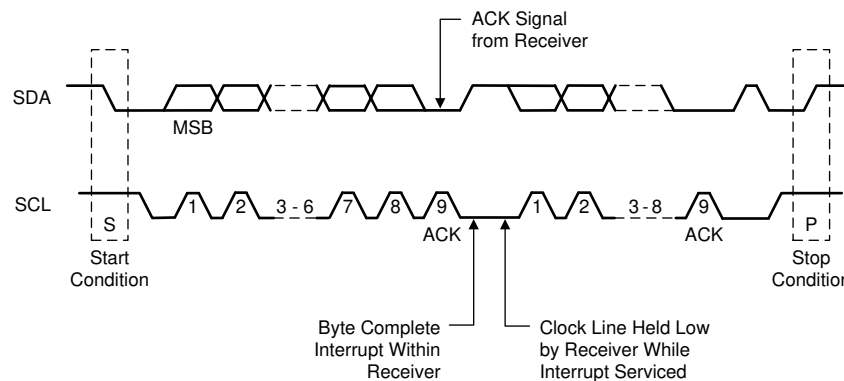 ACK Signal
from Receiver
SDA
MSB
SCL
1 2 3 - 6 7 8 9 1 2 3 - 8 9
S ACK ACK P
Start
Condition
Stop
Condition
Byte Complete
Interrupt Within
Receiver
Clock Line Held Low
by Receiver While
Interrupt Serviced